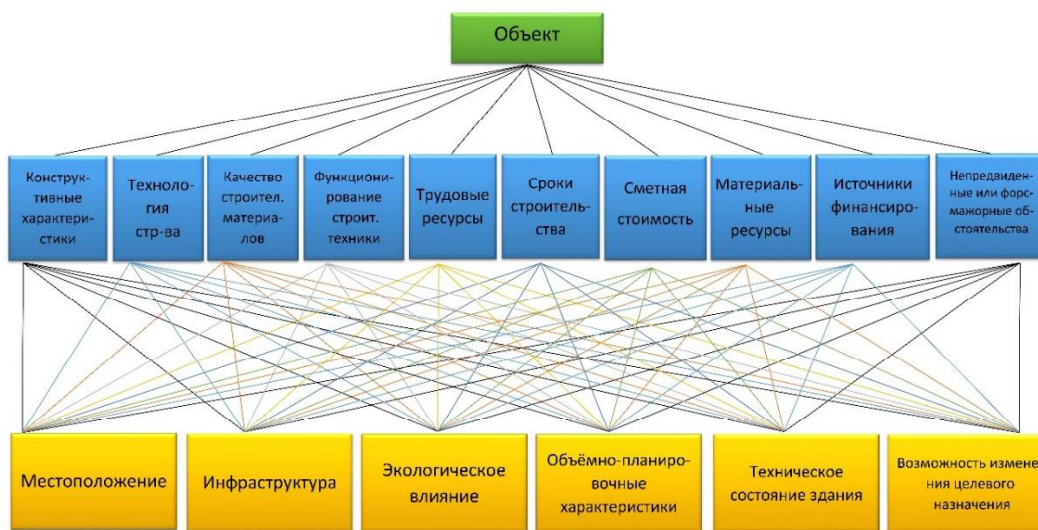 Объект
Конструк-
тивные
характери-
стики
Техноло-
гия
стр-ва
Качество
строител.
материа-
лов
Функциони-
рование
строит.
техники
Трудовые
ресурсы
Сроки
строитель-
ства
Сметная
стоимость
Материаль-
ные
ресурсы
Источники
финансиро-
вания
Непредвиден-
ные или форс-
мажорные об-
стоятельства
Местоположение
Инфраструктура
Экологическое
влияние
Объёмно-планиро-
вочные
характеристики
Техническое
состояние здания
Возможность измене-
ния целевого
назначения